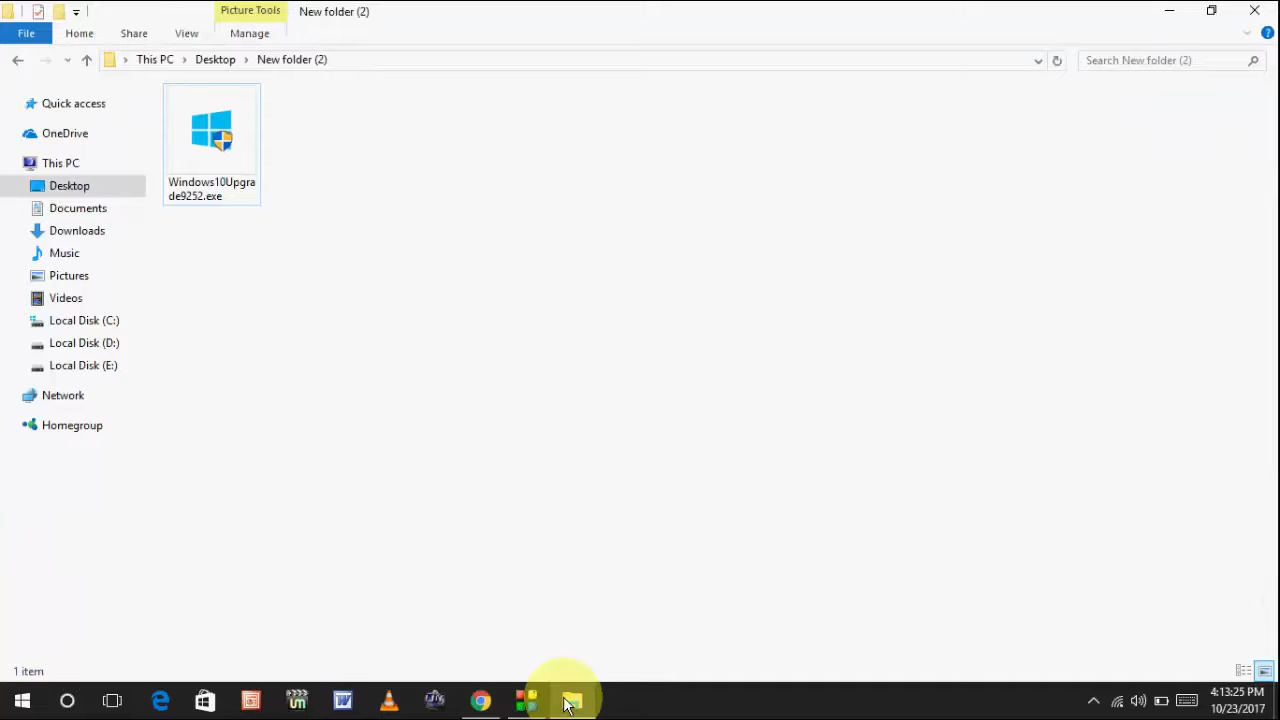 Picture Tools
New folder (2)
File
Home
Share
View
Manage
This PC
Desktop
New folder (2)
Search New folder (2)
Quick access
OneDrive
This PC
Desktop
Documents
Downloads
Music
Pictures
Videos
Local Disk (C:)
Local Disk (D:)
Local Disk (E:)
Network
Homegroup
Windows10Upgra
de9252.exe
1 item
4:13:25 PM
10/23/2017